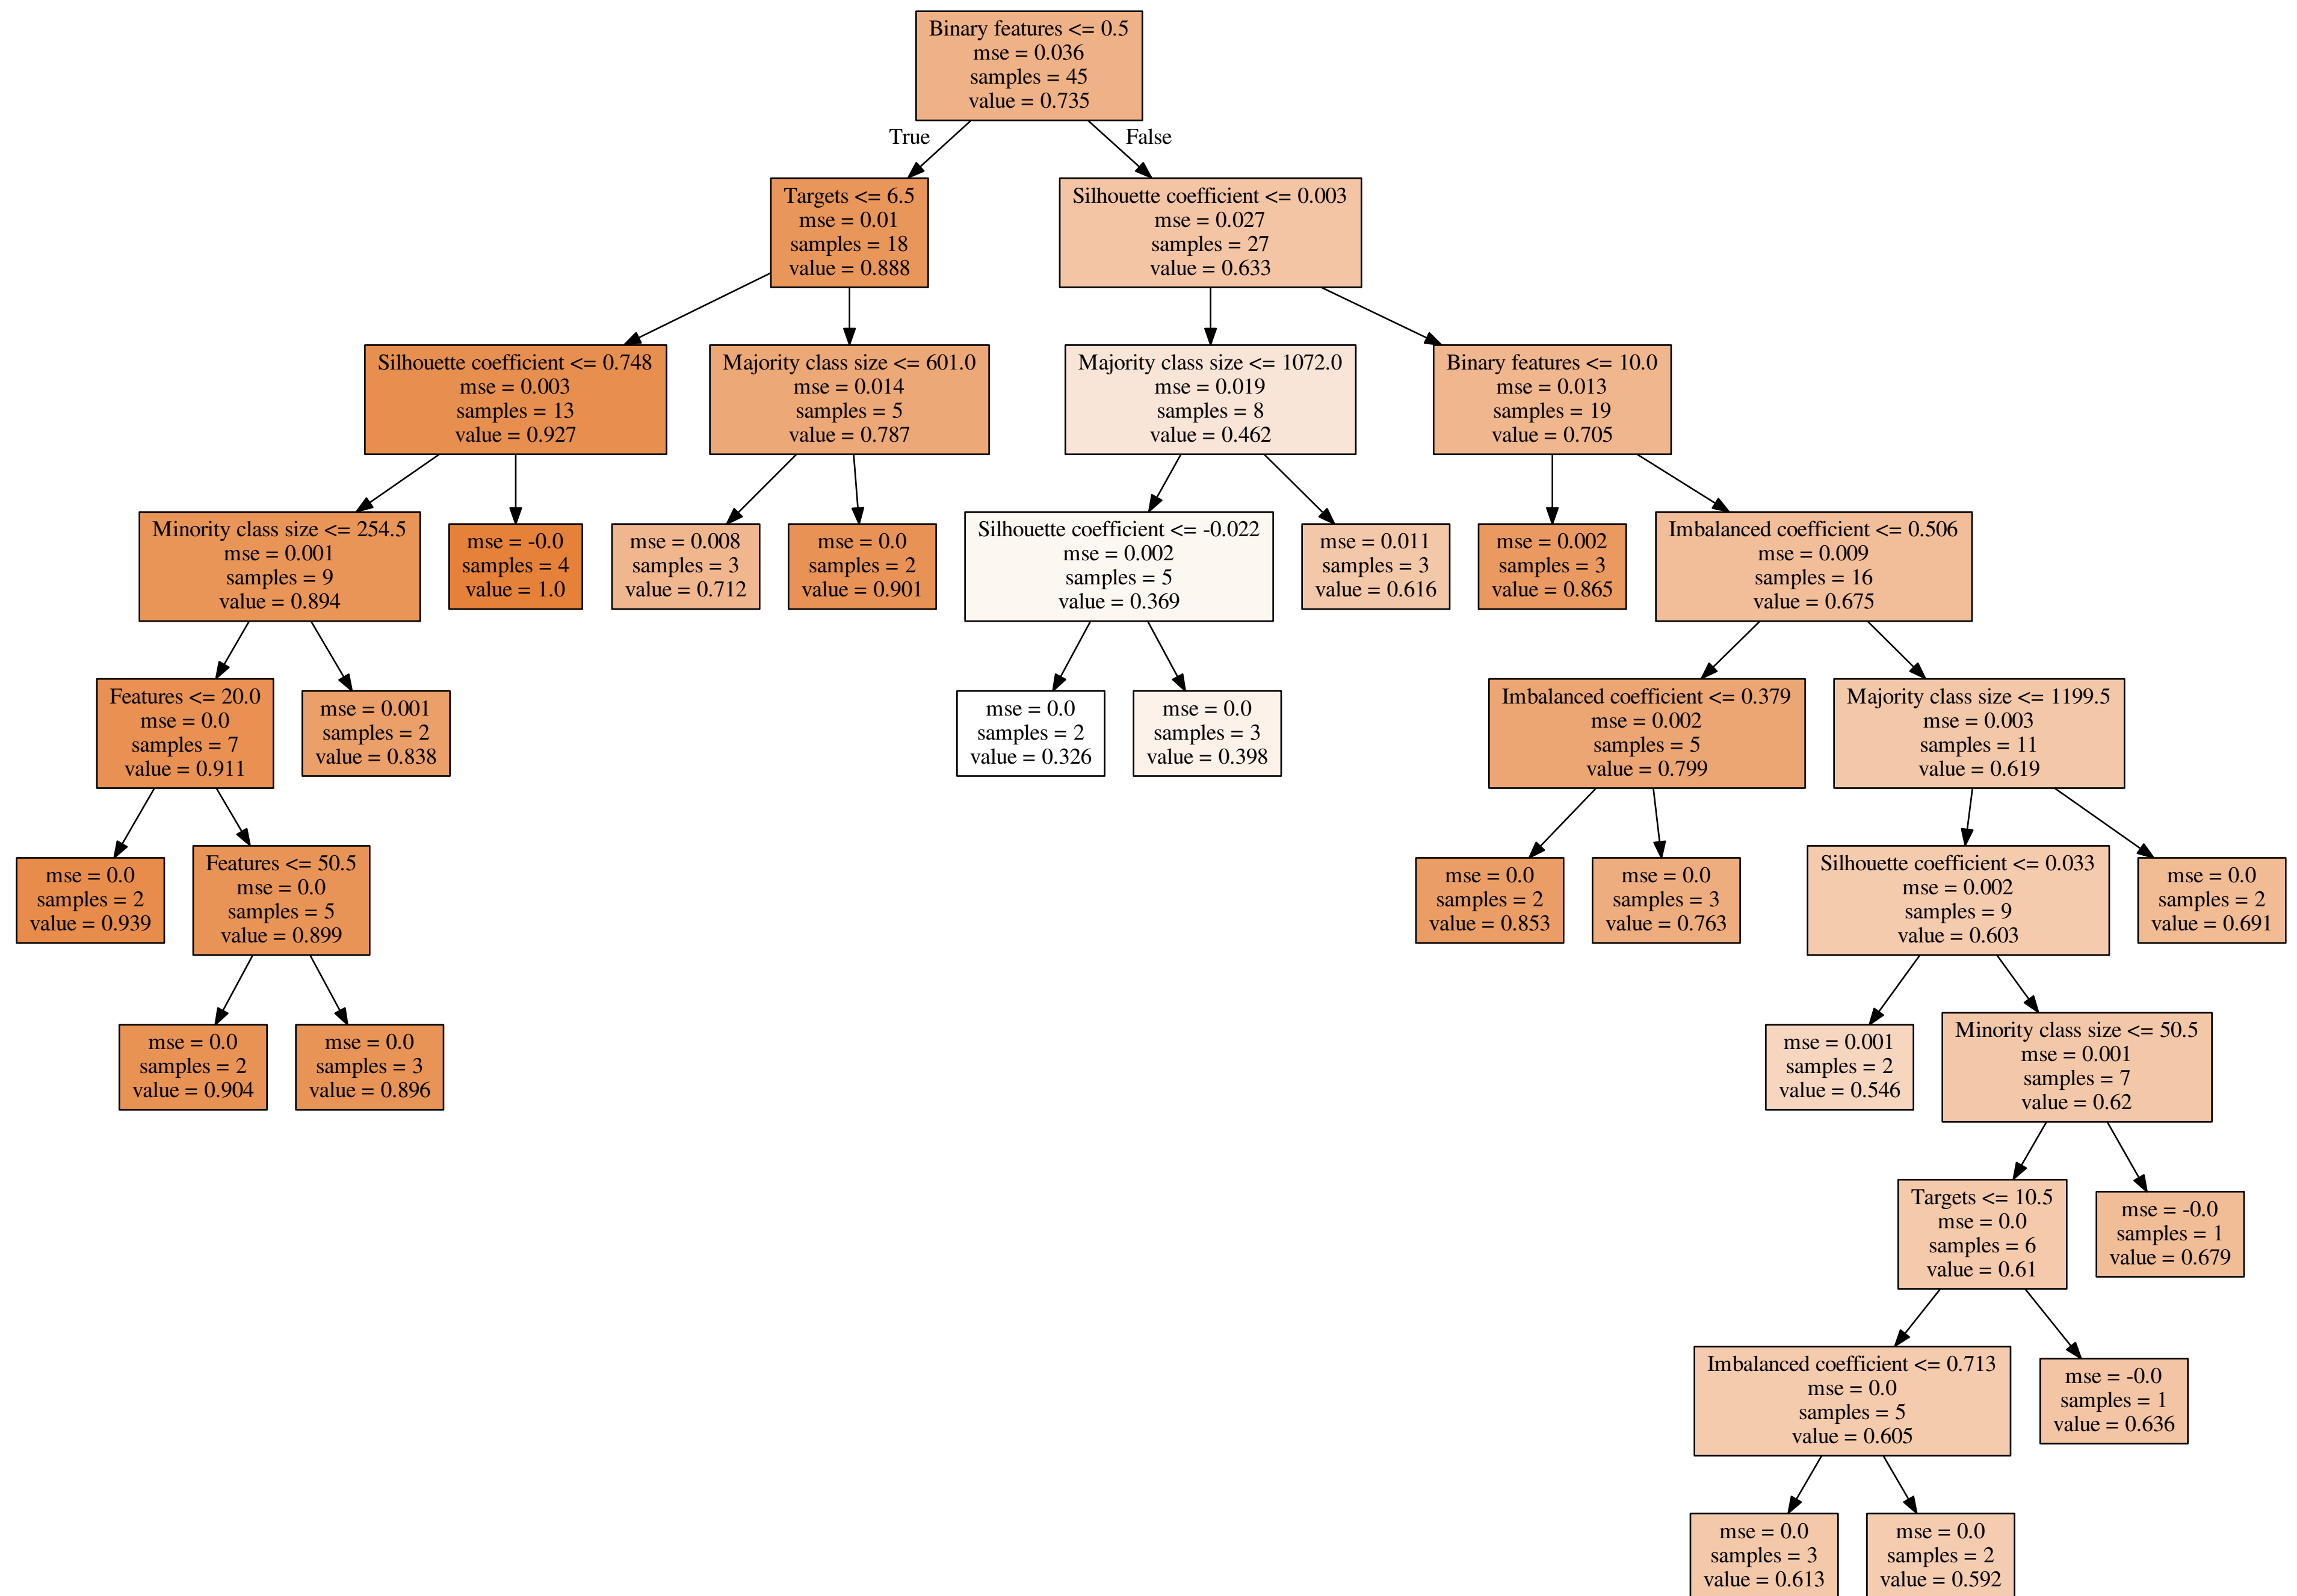 Binary features <= 0.5
mse = 0.036
samples = 45
value = 0.735
True
False
Targets <= 6.5
mse = 0.01
samples = 18
value = 0.888
Silhouette coefficient <= 0.003
mse = 0.027
samples = 27
value = 0.633
Silhouette coefficient <= 0.748
mse = 0.003
samples = 13
value = 0.927
Majority class size <= 601.0
mse = 0.014
samples = 5
value = 0.787
Majority class size <= 1072.0
mse = 0.019
samples = 8
value = 0.462
Binary features <= 10.0
mse = 0.013
samples = 19
value = 0.705
Minority class size <= 254.5
mse = 0.001
samples = 9
value = 0.894
mse = -0.0
samples = 4
value = 1.0
mse = 0.008
samples = 3
value = 0.712
mse = 0.0
samples = 2
value = 0.901
Silhouette coefficient <= -0.022
mse = 0.002
samples = 5
value = 0.369
mse = 0.011
samples = 3
value = 0.616
mse = 0.002
samples = 3
value = 0.865
Imbalanced coefficient <= 0.506
mse = 0.009
samples = 16
value = 0.675
Features <= 20.0
mse = 0.0
samples = 7
value = 0.911
mse = 0.001
samples = 2
value = 0.838
mse = 0.0
samples = 2
value = 0.326
mse = 0.0
samples = 3
value = 0.398
Imbalanced coefficient <= 0.379
mse = 0.002
samples = 5
value = 0.799
Majority class size <= 1199.5
mse = 0.003
samples = 11
value = 0.619
mse = 0.0
samples = 2
value = 0.939
Features <= 50.5
mse = 0.0
samples = 5
value = 0.899
mse = 0.0
samples = 2
value = 0.853
mse = 0.0
samples = 3
value = 0.763
Silhouette coefficient <= 0.033
mse = 0.002
samples = 9
value = 0.603
mse = 0.0
samples = 2
value = 0.691
mse = 0.0
samples = 2
value = 0.904
mse = 0.0
samples = 3
value = 0.896
mse = 0.001
samples = 2
value = 0.546
Minority class size <= 50.5
mse = 0.001
samples = 7
value = 0.62
Targets <= 10.5
mse = 0.0
samples = 6
value = 0.61
mse = -0.0
samples = 1
value = 0.679
Imbalanced coefficient <= 0.713
mse = 0.0
samples = 5
value = 0.605
mse = -0.0
samples = 1
value = 0.636
mse = 0.0
samples = 3
value = 0.613
mse = 0.0
samples = 2
value = 0.592